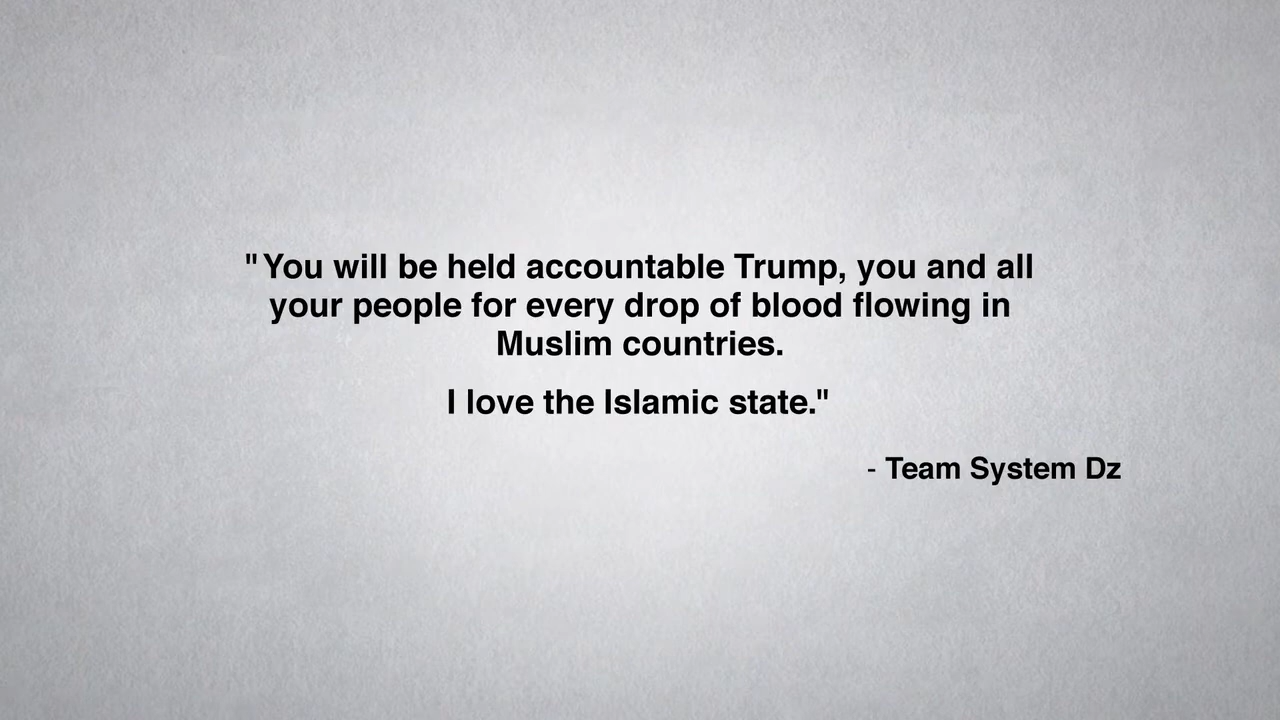 "You will be held accountable Trump, you and all
your people for every drop of blood flowing in
Muslim countries.
I love the Islamic state."
- Team System Dz